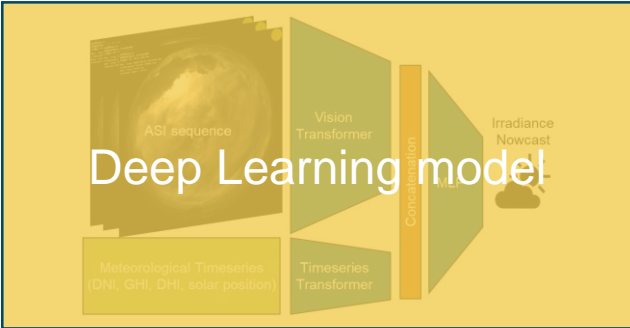 ASI sequence
Vision
Transformer
Irradiance
Nowcast
Deep Learning model
Concatenation
MLP
Meteorological Timeseries
(DNI, GHI, DHI, solar position)
Timeseries
Transformer